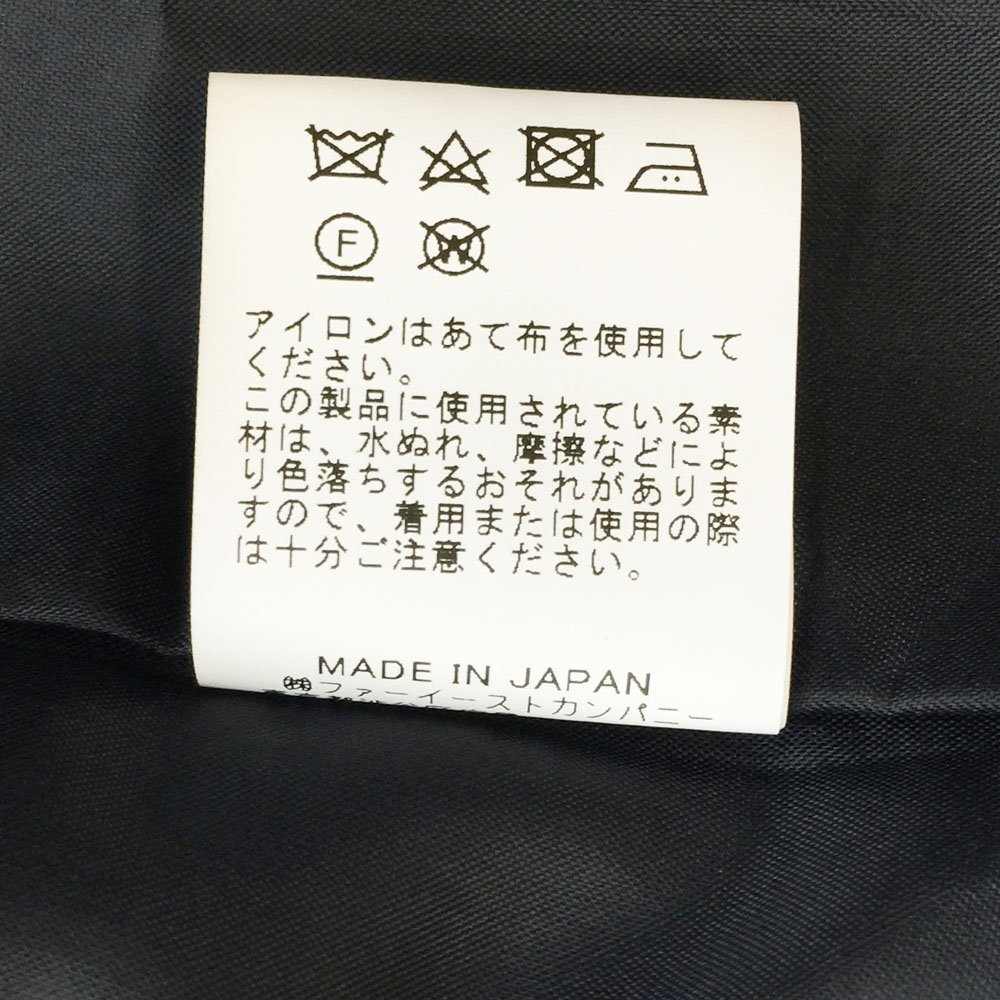 F
W
アイロンはあて布を使用して
ください。
この製品に使用されている素
材は、水ぬれ、摩擦などによ
り色落ちするおそれがありま
すので、着用または使用の際
は十分ご注意ください。
MADE IN JAPAN
㈱ファーイーストカンパニー